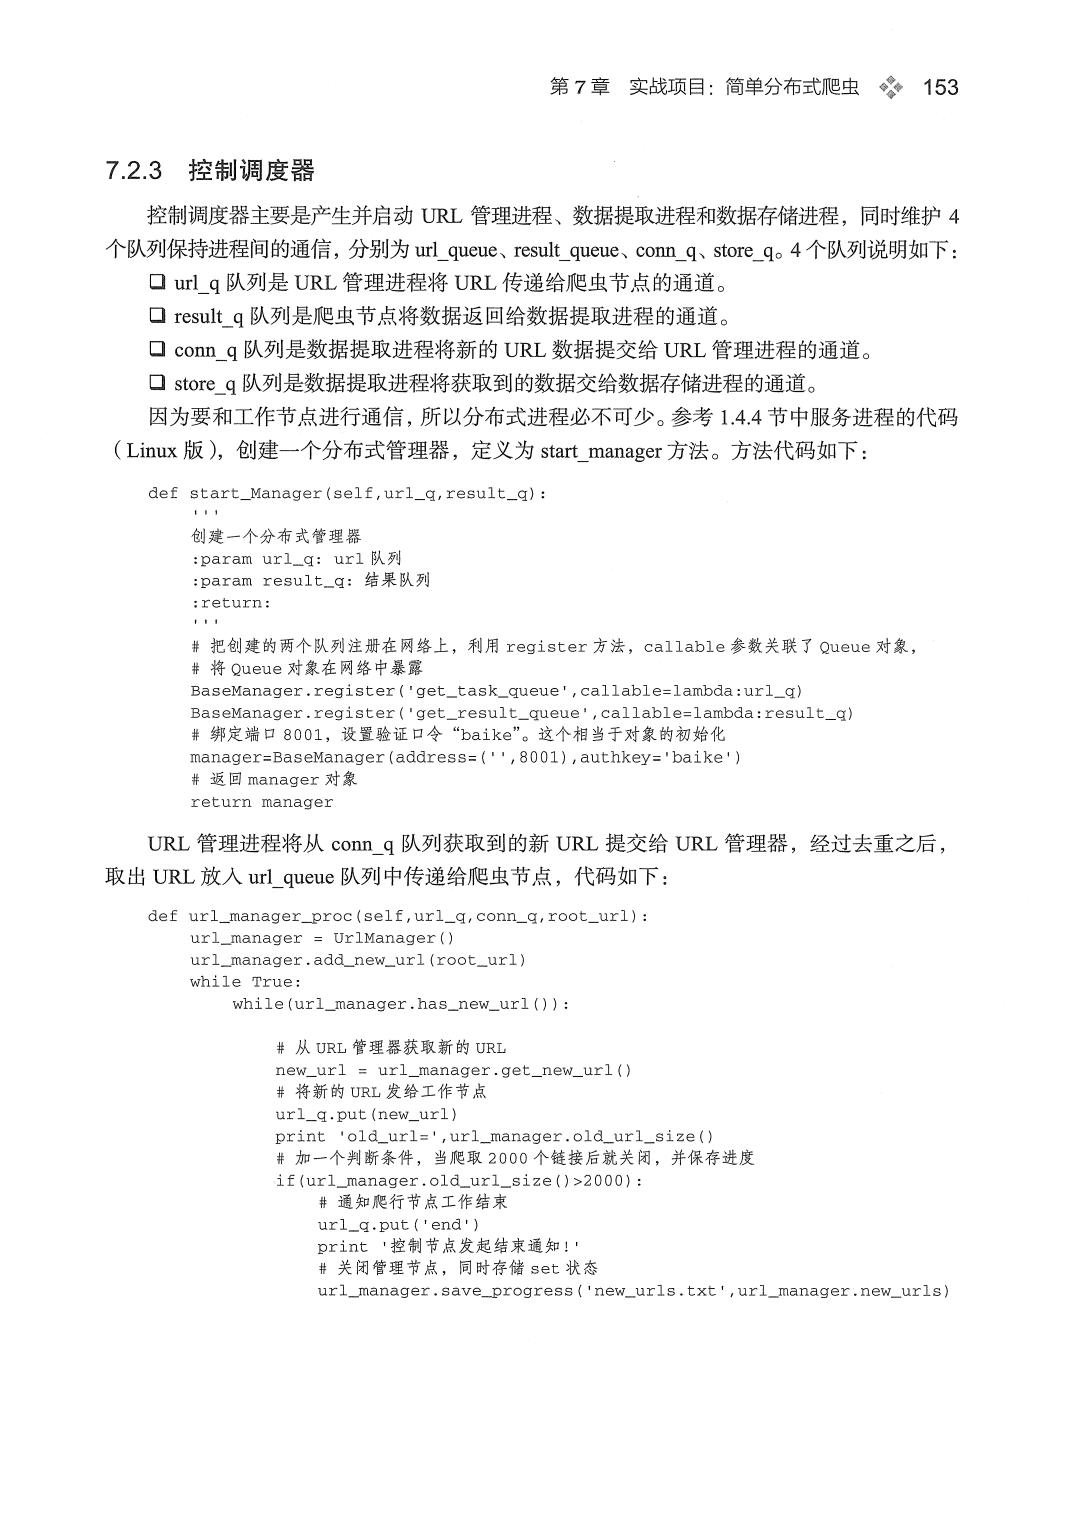 第 7 章　实战项目：简单分布式爬虫　153
7.2.3　控制调度器
控制调度器主要是产生并启动 URL 管理进程、数据提取进程和数据存储进程，同时维护 4
个队列保持进程间的通信，分别为 url_queue、result_queue、conn_q、store_q。4 个队列说明如下：
❏ url_q 队列是 URL 管理进程将 URL 传递给爬虫节点的通道。
❏ result_q 队列是爬虫节点将数据返回给数据提取进程的通道。
❏ conn_q 队列是数据提取进程将新的 URL 数据提交给 URL 管理进程的通道。
❏ store_q 队列是数据提取进程将获取到的数据交给数据存储进程的通道。
因为要和工作节点进行通信，所以分布式进程必不可少。参考 1.4.4 节中服务进程的代码
（Linux 版），创建一个分布式管理器，定义为 start_manager 方法。方法代码如下：
def start_Manager(self,url_q,result_q):
'''
创建一个分布式管理器
:param url_q: url 队列
:param result_q: 结果队列
:return:
'''
# 把创建的两个队列注册在网络上，利用 register 方法，callable 参数关联了 Queue 对象，
# 将 Queue 对象在网络中暴露
BaseManager.register('get_task_queue',callable=lambda:url_q)
BaseManager.register('get_result_queue',callable=lambda:result_q)
# 绑定端口 8001，设置验证口令 “baike”。这个相当于对象的初始化
manager=BaseManager(address=('',8001),authkey='baike')
# 返回 manager 对象
return manager
URL 管理进程将从 conn_q 队列获取到的新 URL 提交给 URL 管理器，经过去重之后，
取出 URL 放入 url_queue 队列中传递给爬虫节点，代码如下：
def url_manager_proc(self,url_q,conn_q,root_url):
url_manager = UrlManager()
url_manager.add_new_url(root_url)
while True:
while(url_manager.has_new_url()):
# 从 URL 管理器获取新的 URL
new_url = url_manager.get_new_url()
# 将新的 URL 发给工作节点
url_q.put(new_url)
print 'old_url=',url_manager.old_url_size()
# 加一个判断条件，当爬取 2000 个链接后就关闭，并保存进度
if(url_manager.old_url_size()>2000):
# 通知爬行节点工作结束
url_q.put('end')
print '控制节点发起结束通知!'
# 关闭管理节点，同时存储 set 状态
url_manager.save_progress('new_urls.txt',url_manager.new_urls)